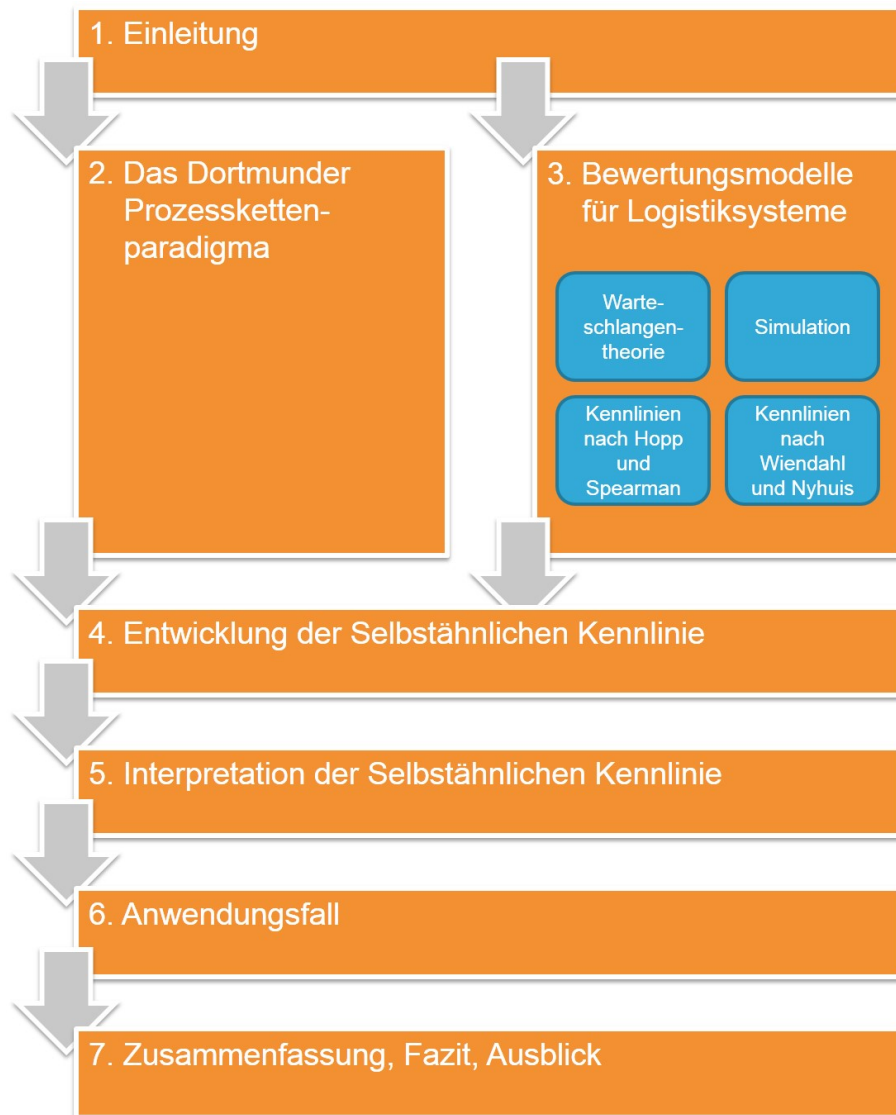 1. Einleitung
2. Das Dortmunder
Prozessketten-
paradigma
3. Bewertungsmodelle
für Logistiksysteme
Warte-
schlangen-
theorie
Simulation
Kennlinien
nach Hopp
und
Spearman
Kennlinien
nach
Wiendahl
und Nyhuis
4. Entwicklung der Selbstähnlichen Kennlinie
5. Interpretation der Selbstähnlichen Kennlinie
6. Anwendungsfall
7. Zusammenfassung, Fazit, Ausblick